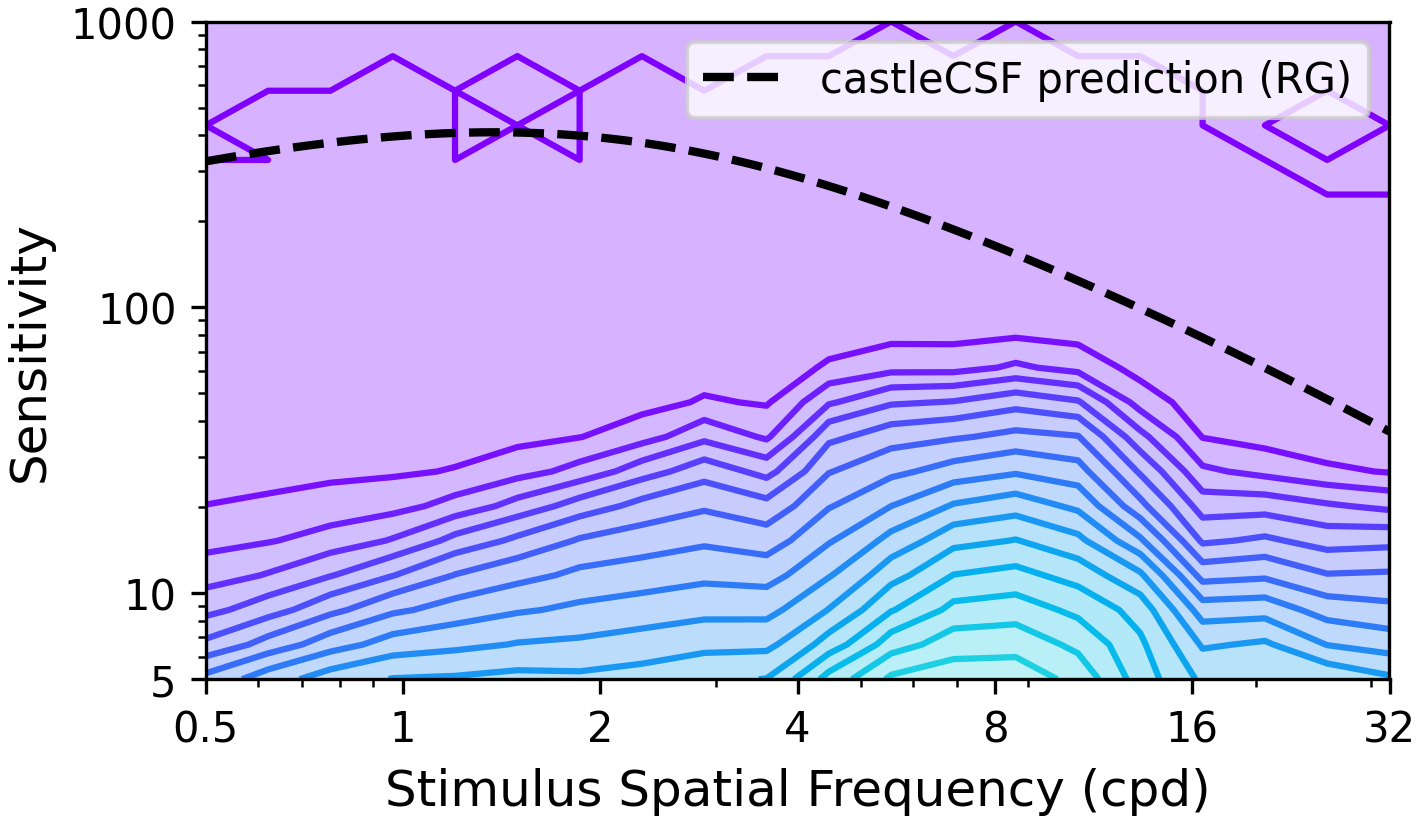 1000
100
10
5
Sensitivity
castleCSF prediction (RG)
0.5 1 2 4 8 16 32
Stimulus Spatial Frequency (cpd)